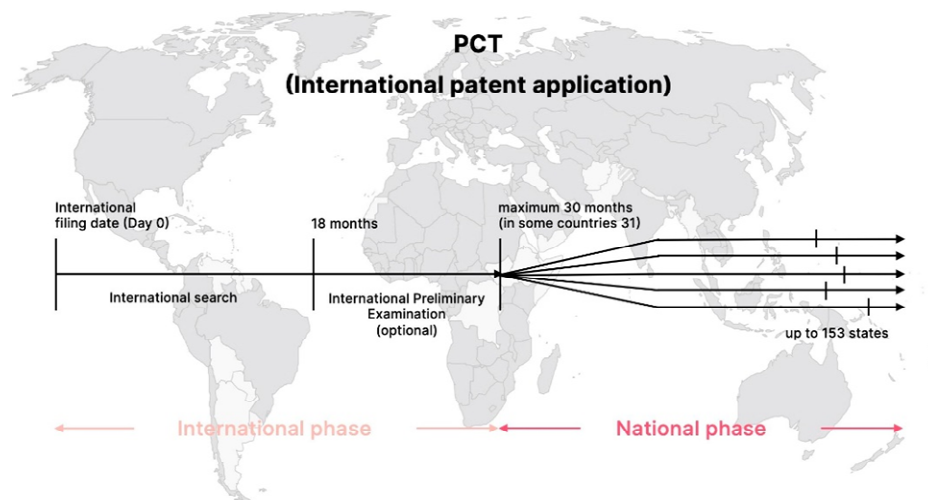 PCT
(International patent application)
International
filing date (Day 0)
18 months
maximum 30 months
(in some countries 31)
International search
International Preliminary
Examination
(optional)
up to 153 states
International phase
National phase